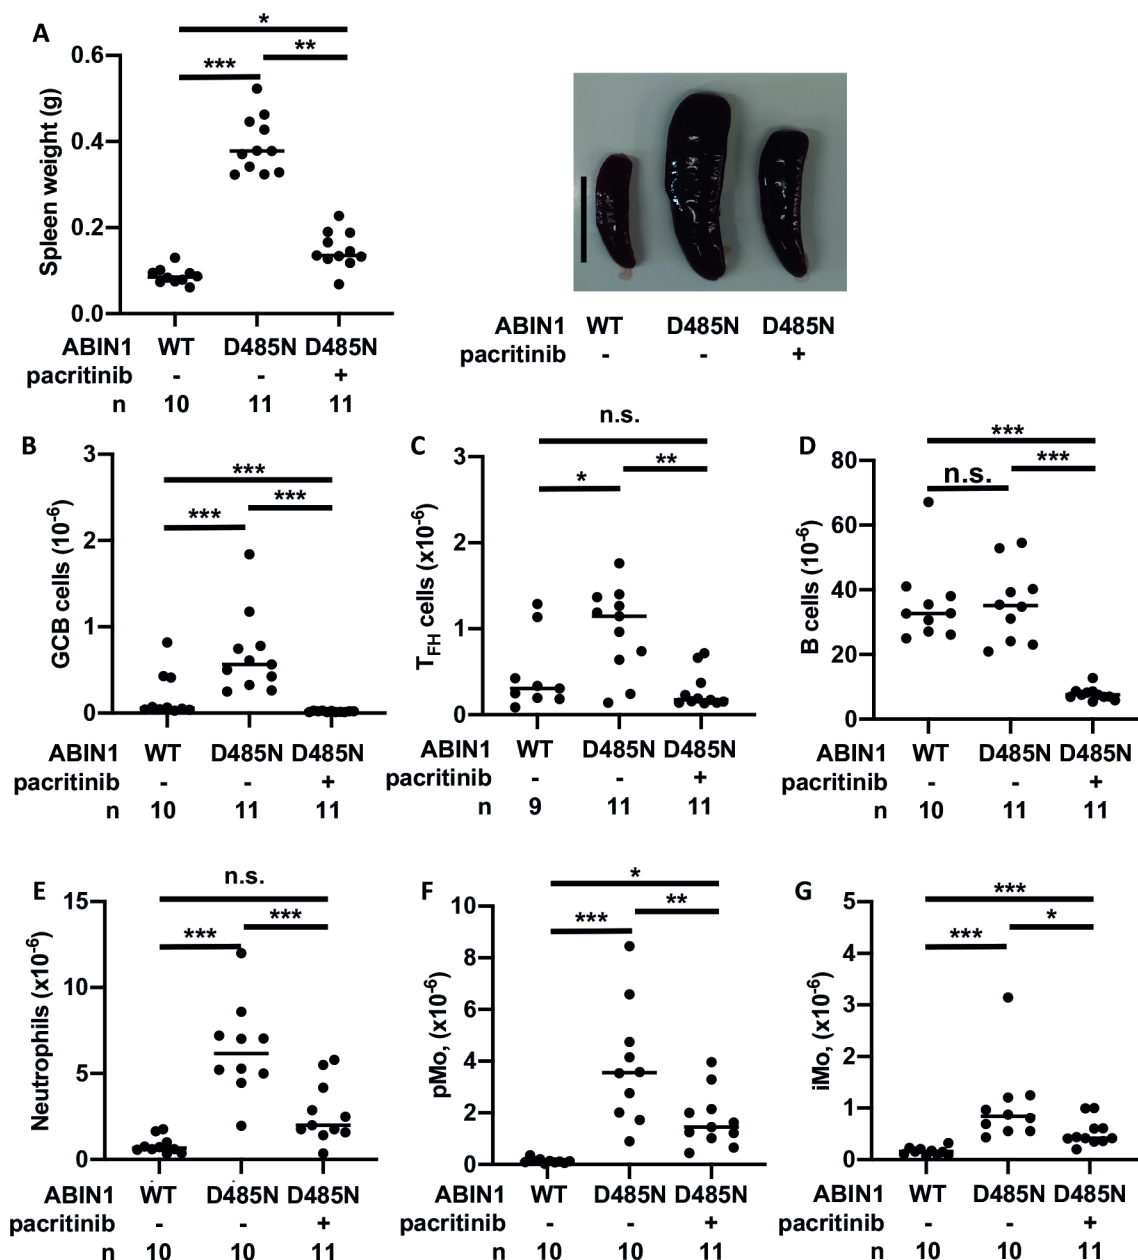 A
*
**
***
0.6
0.4
0.2
0.0
Spleen weight (g)
ABIN1 WT D485N D485N
pacritinib - - +
n 10 11 11
ABIN1 WT D485N D485N
pacritinib - - +
B
***
***
***
3
2
1
0
GCB cells (10-6)
ABIN1 WT D485N D485N
pacritinib - - +
n 10 11 11
C
n.s.
**
*
3
2
1
0
TFH cells (x10-6)
ABIN1 WT D485N D485N
pacritinib - - +
n 9 11 11
D
***
***
n.s.
80
60
40
20
0
B cells (10-6)
ABIN1 WT D485N D485N
pacritinib - - +
n 10 11 11
E
n.s.
***
***
15
10
5
0
Neutrophils (x10-6)
ABIN1 WT D485N D485N
pacritinib - - +
n 10 10 11
F
*
**
***
10
8
6
4
2
0
pMo, (x10-6)
ABIN1 WT D485N D485N
pacritinib - - +
n 10 10 11
G
***
*
***
5
4
3
2
1
0
iMo, (x10-6)
ABIN1 WT D485N D485N
pacritinib - - +
n 10 10 11